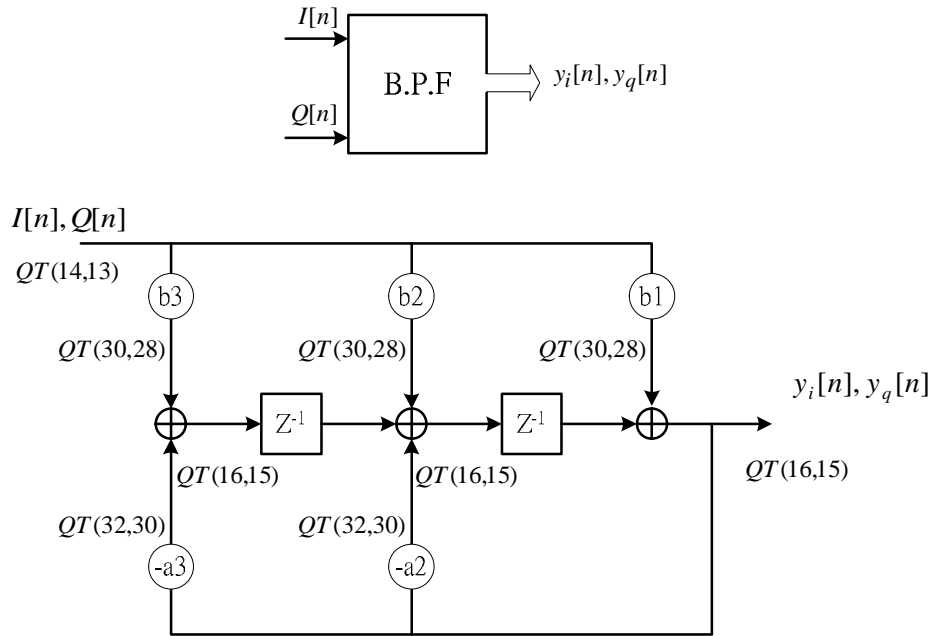 I[n]
B.P.F
y_i[n], y_q[n]
Q[n]
I[n], Q[n]
QT(14,13)
b3
b2
b1
QT(30,28)
QT(30,28)
QT(30,28)
y_i[n], y_q[n]
Z⁻¹
Z⁻¹
QT(16,15)
QT(16,15)
QT(16,15)
QT(32,30)
QT(32,30)
-a3
-a2